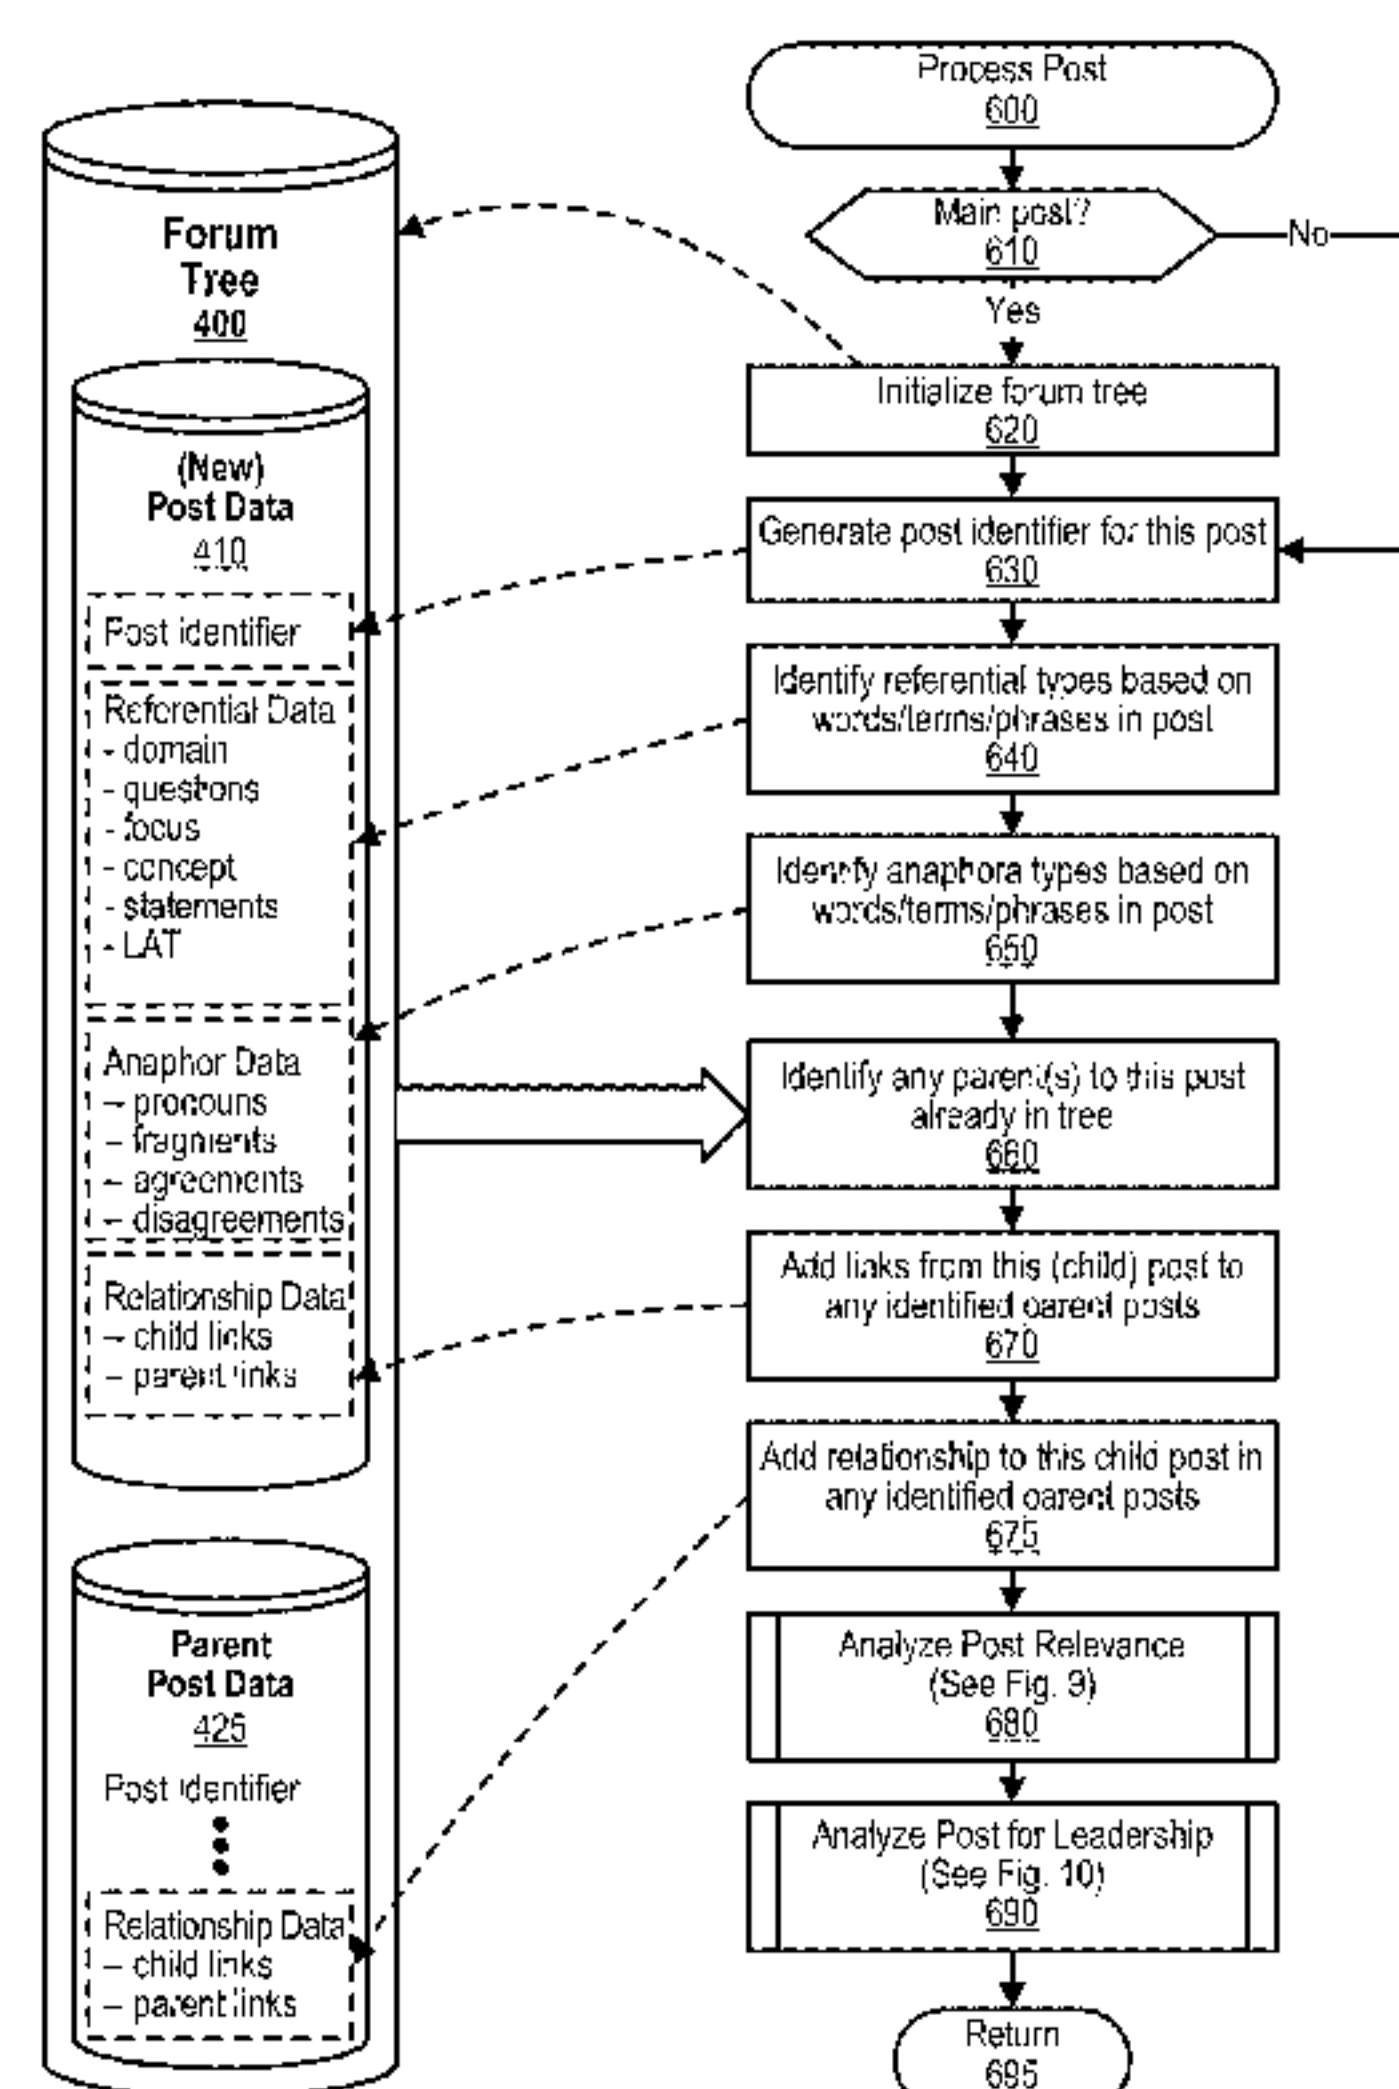 Forum
Tree
400
(New)
Post Data
410
Post identifier
Referential Data
- domain
- questions
- focus
- concept
- statements
- LAT
Anaphor Data
– pronouns
– fragments
– agreements
– disagreements
Relationship Data
– child links
– parent links
Parent
Post Data
425
Post Identifier
Relationship Data
– child links
– parent links
Process Post
600
Main post?
610
No
Yes
Initialize forum tree
620
Generate post identifier for this post
630
Identify referential types based on
words/terms/phrases in post
640
Identify anaphora types based on
words/terms/phrases in post
650
Identify any parent(s) to this post
already in tree
660
Add links from this (child) post to
any identified parent posts
670
Add relationship to this child post in
any identified parent posts
675
Analyze Post Relevance
(See Fig. 9)
680
Analyze Post for Leadership
(See Fig. 10)
690
Return
695